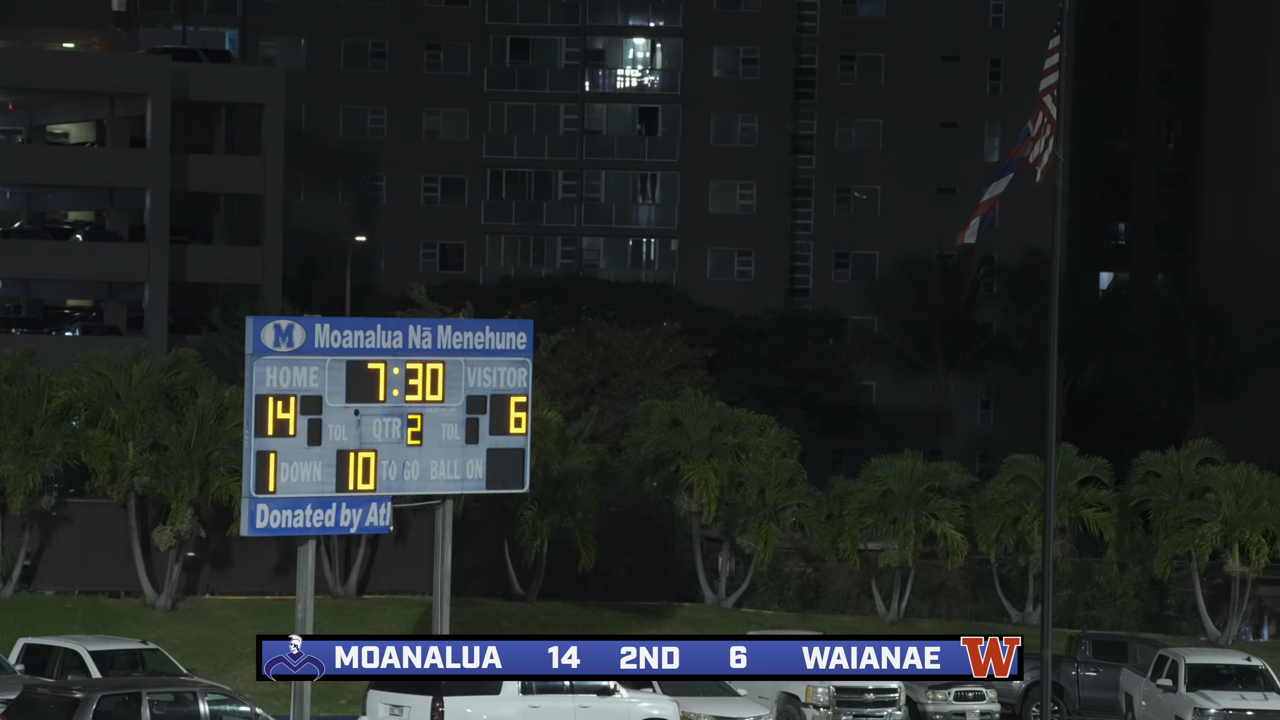 M Moanalua Nā Menehune
HOME 7:30 VISITOR
14 6
TOL QTR 2 TOL
1 DOWN 10 TO GO BALL ON
Donated by Atl
MOANALUA 14 2ND 6 WAIANAE W